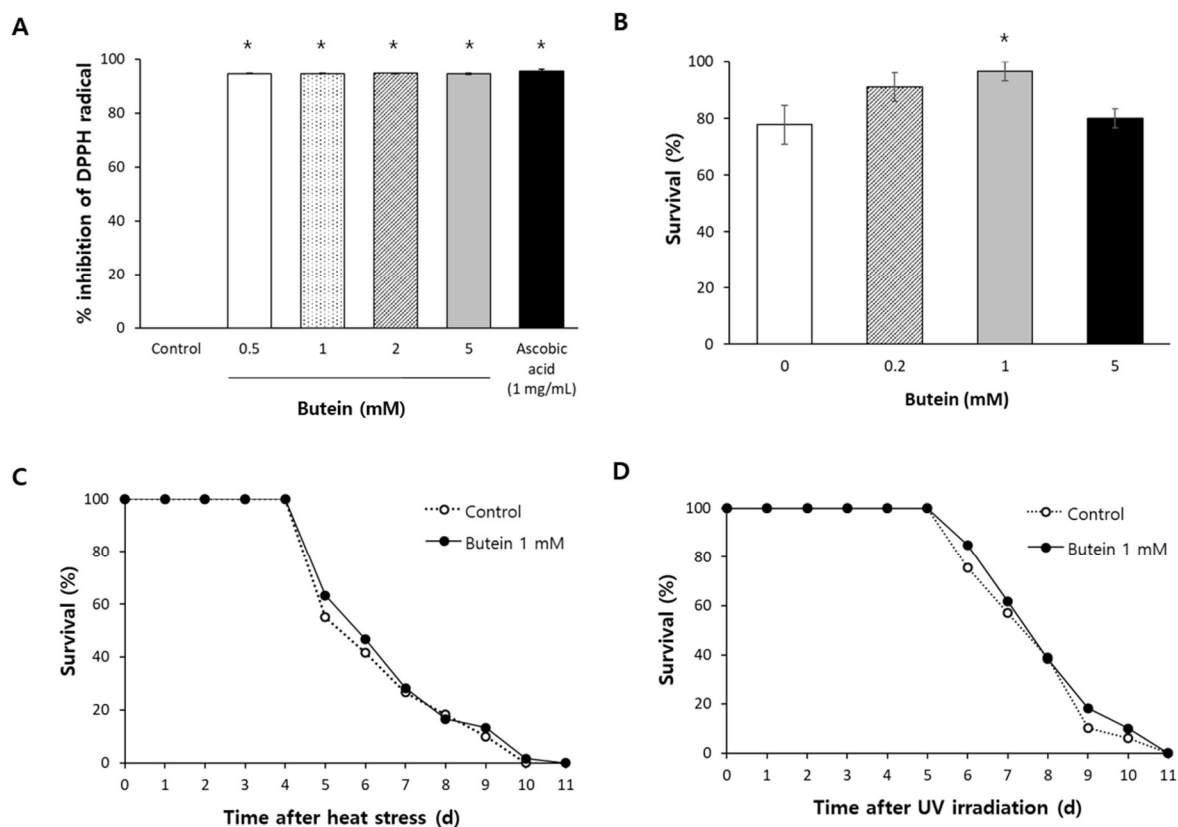 A
% inhibition of DPPH radical
100
80
60
40
20
0
* * * * *
Control 0.5 1 2 5 Ascobic
acid
(1 mg/mL)
Butein (mM)
B
Survival (%)
100
80
60
40
20
0
*
0 0.2 1 5
Butein (mM)
C
Survival (%)
100
80
60
40
20
0
Control
Butein 1 mM
0 1 2 3 4 5 6 7 8 9 10 11
Time after heat stress (d)
D
Survival (%)
100
80
60
40
20
0
Control
Butein 1 mM
0 1 2 3 4 5 6 7 8 9 10 11
Time after UV irradiation (d)